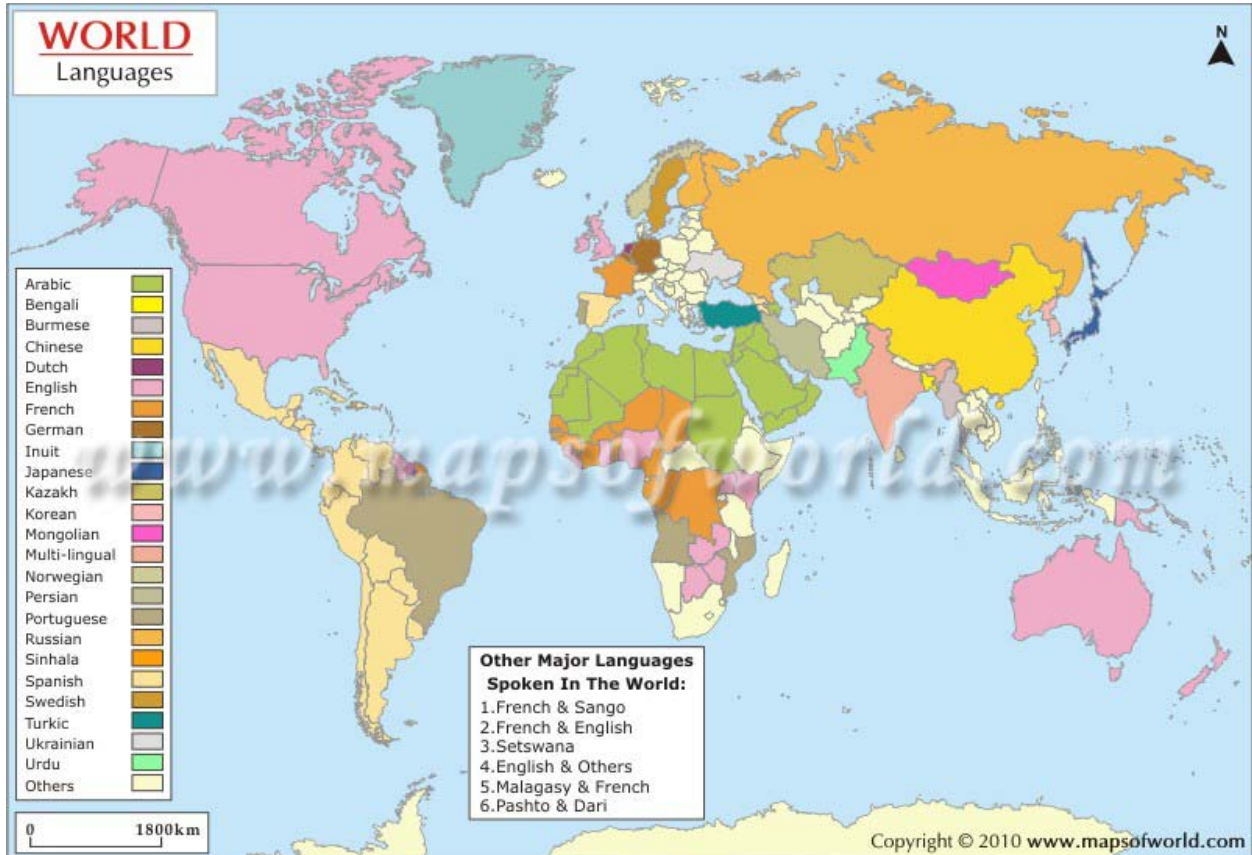 WORLD
Languages
N
Arabic
Bengali
Burmese
Chinese
Dutch
English
French
German
Inuit
Japanese
Kazakh
Korean
Mongolian
Multi-lingual
Norwegian
Persian
Portuguese
Russian
Sinhala
Spanish
Swedish
Turkic
Ukrainian
Urdu
Others
www.mapsofworld.com
Other Major Languages
Spoken In The World:
1.French & Sango
2.French & English
3.Setswana
4.English & Others
5.Malagasy & French
6.Pashto & Dari
0 1800km
Copyright © 2010 www.mapsofworld.com